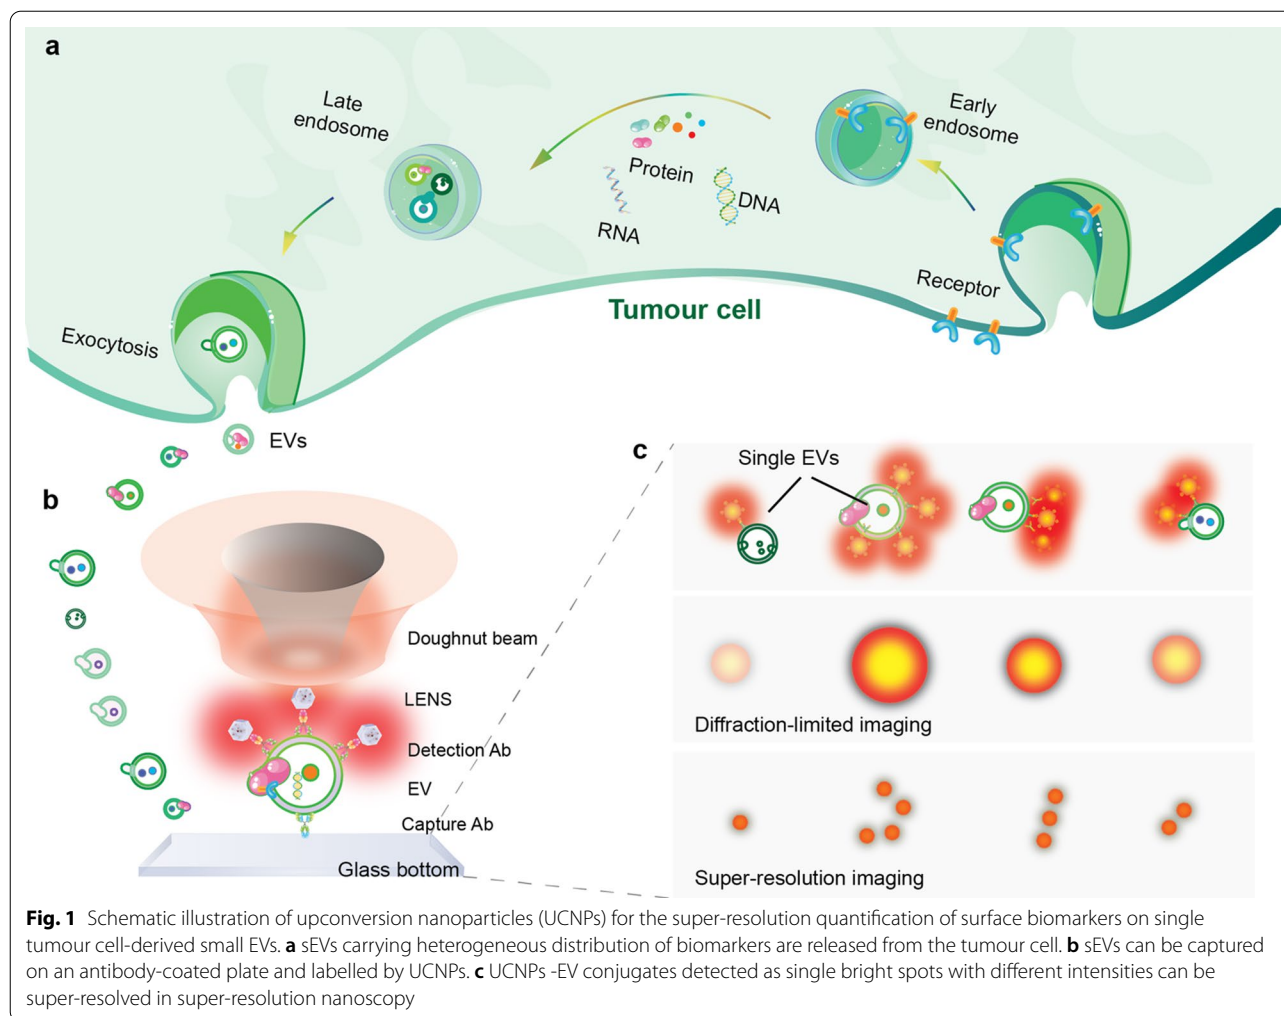 a
Late
endosome
Early
endosome
Protein
DNA
RNA
Receptor
Tumour cell
Exocytosis
EVs
b
Doughnut beam
LENS
Detection Ab
EV
Capture Ab
Glass bottom
c
Single EVs
Diffraction-limited imaging
Super-resolution imaging
Fig. 1 Schematic illustration of upconversion nanoparticles (UCNPs) for the super-resolution quantification of surface biomarkers on single
tumour cell-derived small EVs. a sEVs carrying heterogeneous distribution of biomarkers are released from the tumour cell. b sEVs can be captured
on an antibody-coated plate and labelled by UCNPs. c UCNPs -EV conjugates detected as single bright spots with different intensities can be
super-resolved in super-resolution nanoscopy